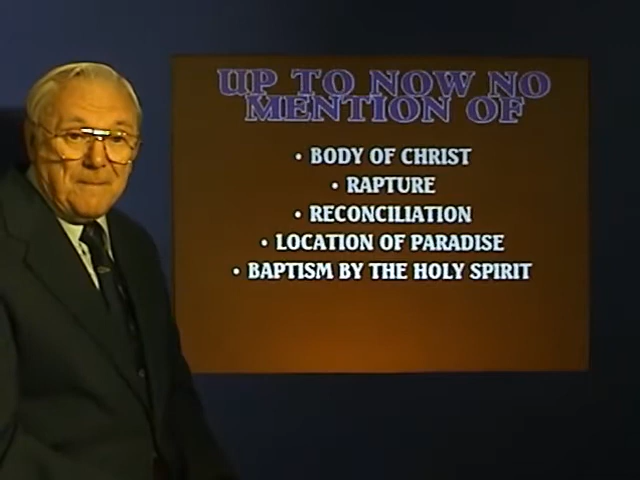 UP TO NOW NO
MENTION OF
• BODY OF CHRIST
• RAPTURE
• RECONCILIATION
• LOCATION OF PARADISE
• BAPTISM BY THE HOLY SPIRIT